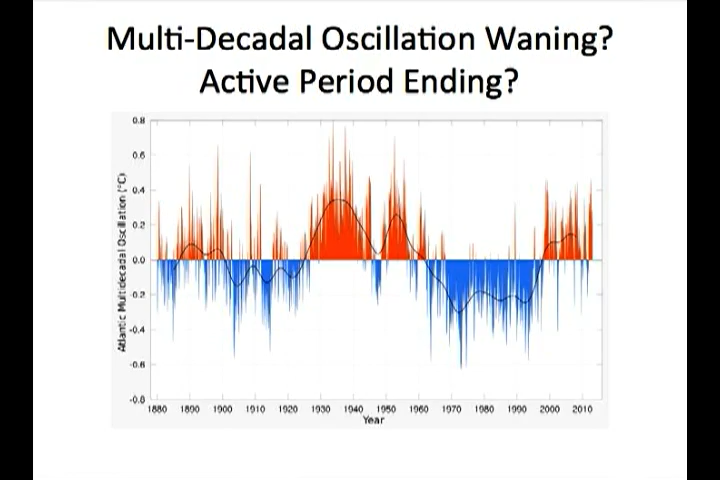 Multi-Decadal Oscillation Waning?
Active Period Ending?
Atlantic Multidecadal Oscillation (°C)
0.8
0.6
0.4
0.2
0.0
-0.2
-0.4
-0.6
-0.8
1880 1890 1900 1910 1920 1930 1940 1950 1960 1970 1980 1990 2000 2010
Year